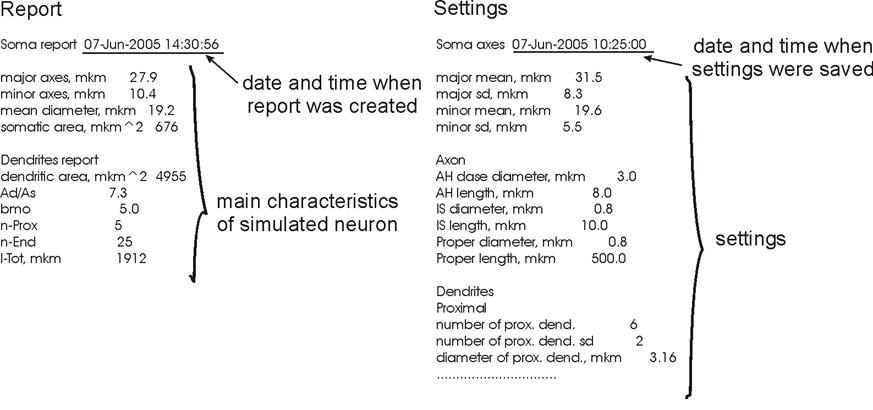 Report
Soma report 07-Jun-2005 14:30:56
date and time when
report was created
major axes, mkm 27.9
minor axes, mkm 10.4
mean diameter, mkm 19.2
somatic area, mkm^2 676
Dendrites report
dendritic area, mkm^2 4955
Ad/As 7.3
bmo 5.0
n-Prox 5
n-End 25
l-Tot, mkm 1912
main characteristics
of simulated neuron
Settings
Soma axes 07-Jun-2005 10:25:00
date and time when
settings were saved
major mean, mkm 31.5
major sd, mkm 8.3
minor mean, mkm 19.6
minor sd, mkm 5.5
Axon
AH dase diameter, mkm 3.0
AH length, mkm 8.0
IS diameter, mkm 0.8
IS length, mkm 10.0
Proper diameter, mkm 0.8
Proper length, mkm 500.0
settings
Dendrites
Proximal
number of prox. dend. 6
number of prox. dend. sd 2
diameter of prox. dend., mkm 3.16
...............................